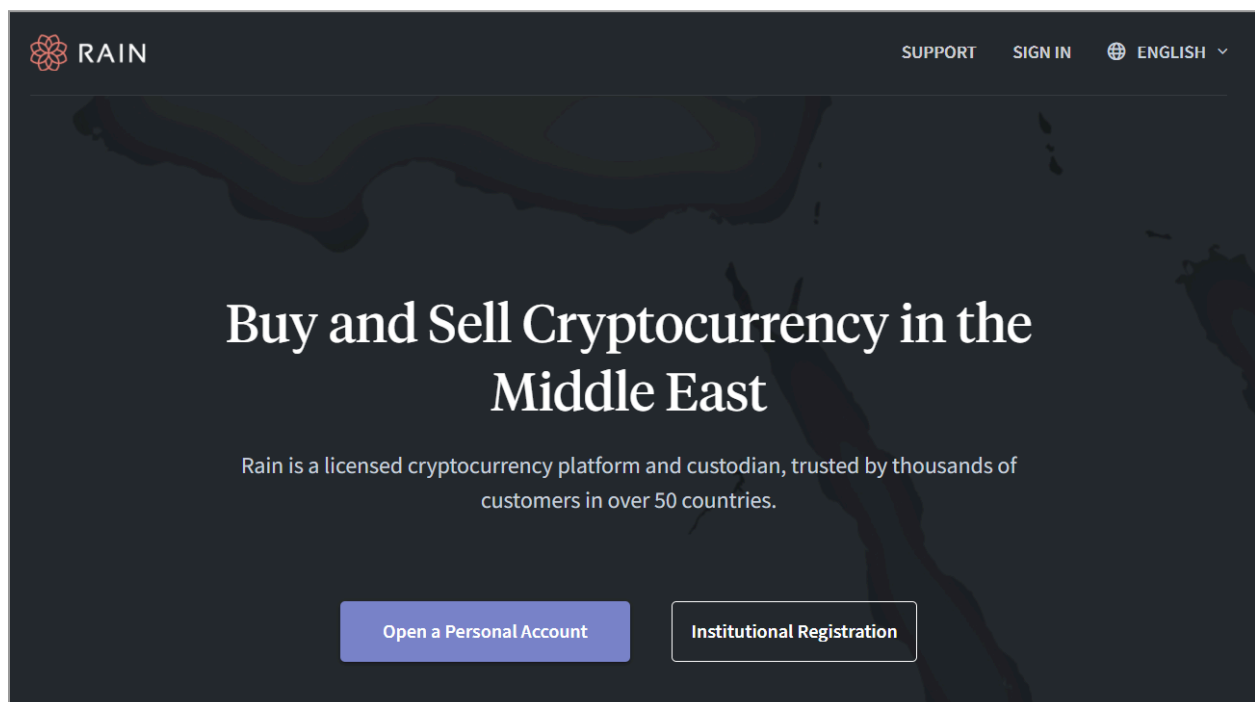 RAIN
SUPPORT SIGN IN ENGLISH
Buy and Sell Cryptocurrency in the
Middle East
Rain is a licensed cryptocurrency platform and custodian, trusted by thousands of
customers in over 50 countries.
Open a Personal Account Institutional Registration